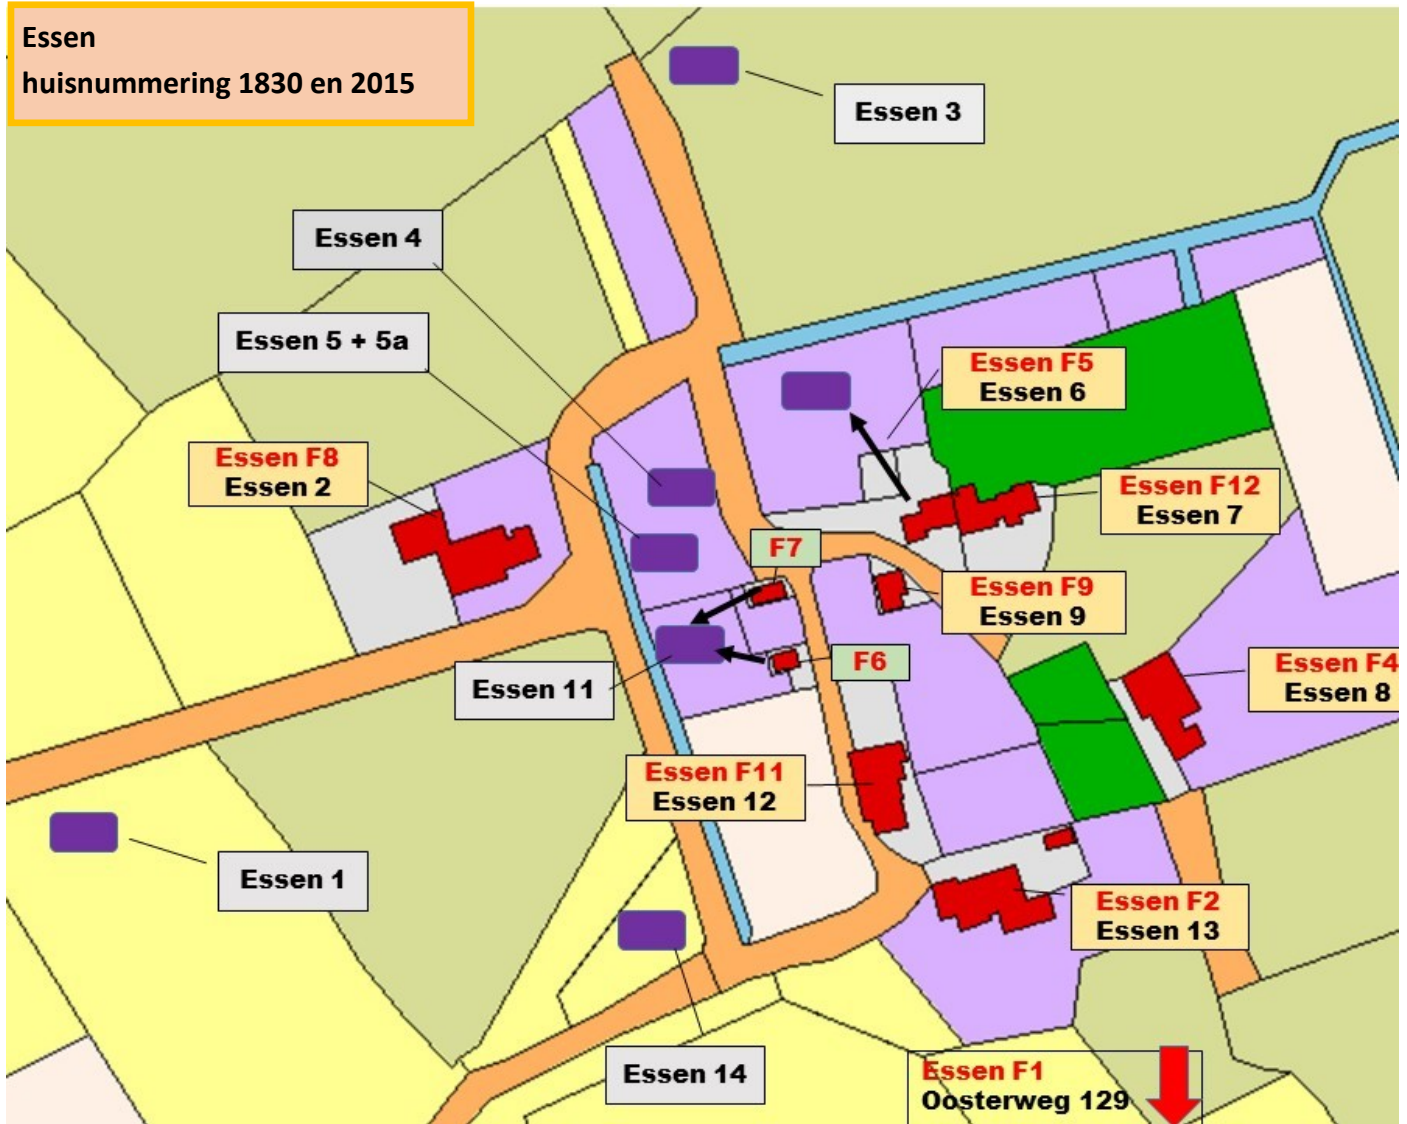 Essen
huisnummering 1830 en 2015
Essen 3
Essen 4
Essen 5 + 5a
Essen F5
Essen 6
Essen F8
Essen 2
Essen F12
Essen 7
F7
Essen F9
Essen 9
F6
Essen F4
Essen 8
Essen 11
Essen F11
Essen 12
Essen 1
Essen F2
Essen 13
Essen 14
Essen F1
Oosterweg 129